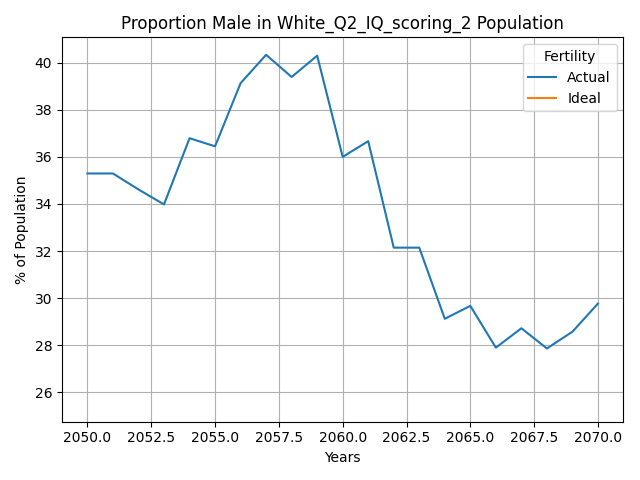 Proportion Male in White_Q2_IQ_scoring_2 Population
Fertility
Actual
Ideal
% of Population
40
38
36
34
32
30
28
26
2050.0 2052.5 2055.0 2057.5 2060.0 2062.5 2065.0 2067.5 2070.0
Years